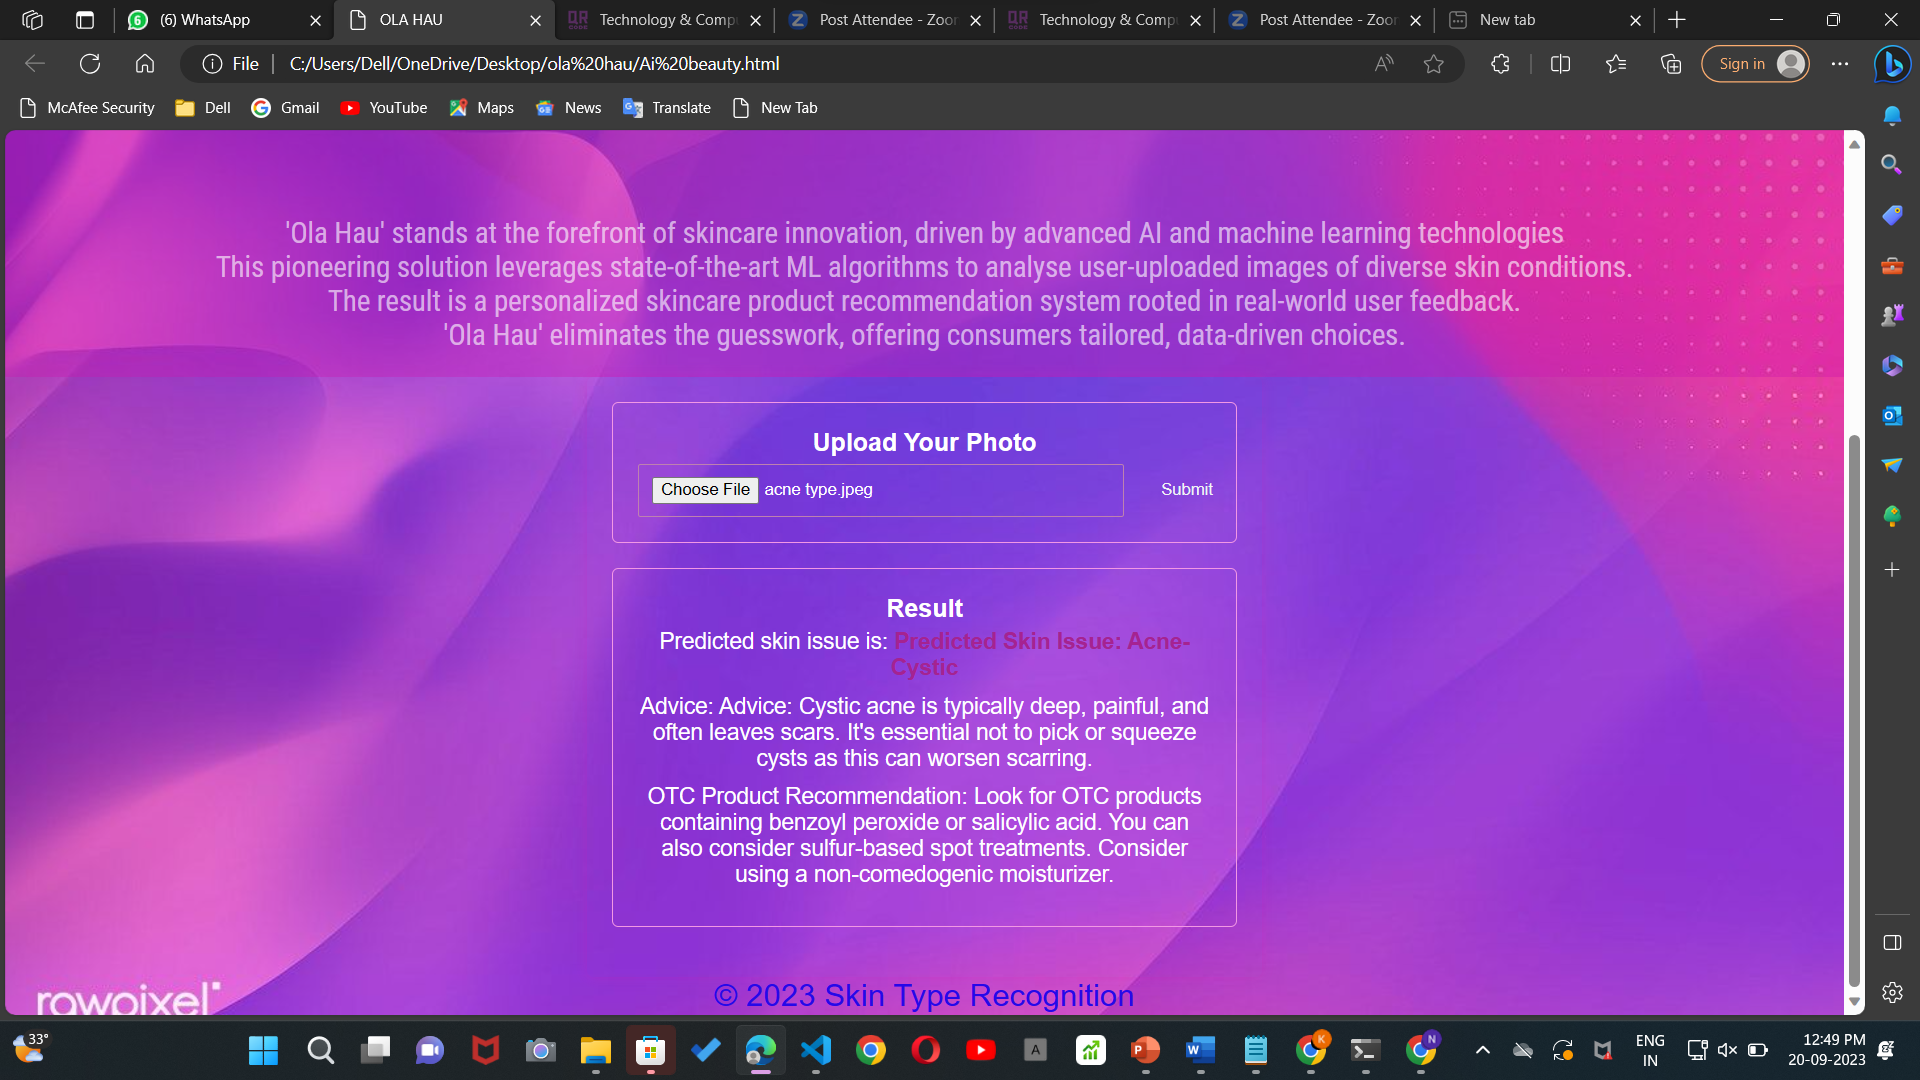 (6) WhatsApp
OLA HAU
Technology & Comp
Post Attendee - Zoo
Technology & Comp
Post Attendee - Zoo
New tab
File
C:/Users/Dell/OneDrive/Desktop/ola%20hau/Ai%20beauty.html
Sign in
McAfee Security
Dell
Gmail
YouTube
Maps
News
Translate
New Tab
'Ola Hau' stands at the forefront of skincare innovation, driven by advanced AI and machine learning technologies
This pioneering solution leverages state-of-the-art ML algorithms to analyse user-uploaded images of diverse skin conditions.
The result is a personalized skincare product recommendation system rooted in real-world user feedback.
'Ola Hau' eliminates the guesswork, offering consumers tailored, data-driven choices.
Upload Your Photo
Choose File acne type.jpeg
Submit
Result
Predicted skin issue is: Predicted Skin Issue: Acne-
Cystic
Advice: Advice: Cystic acne is typically deep, painful, and
often leaves scars. It's essential not to pick or squeeze
cysts as this can worsen scarring.
OTC Product Recommendation: Look for OTC products
containing benzoyl peroxide or salicylic acid. You can
also consider sulfur-based spot treatments. Consider
using a non-comedogenic moisturizer.
rawpixel
© 2023 Skin Type Recognition
33°
ENG
IN
12:49 PM
20-09-2023